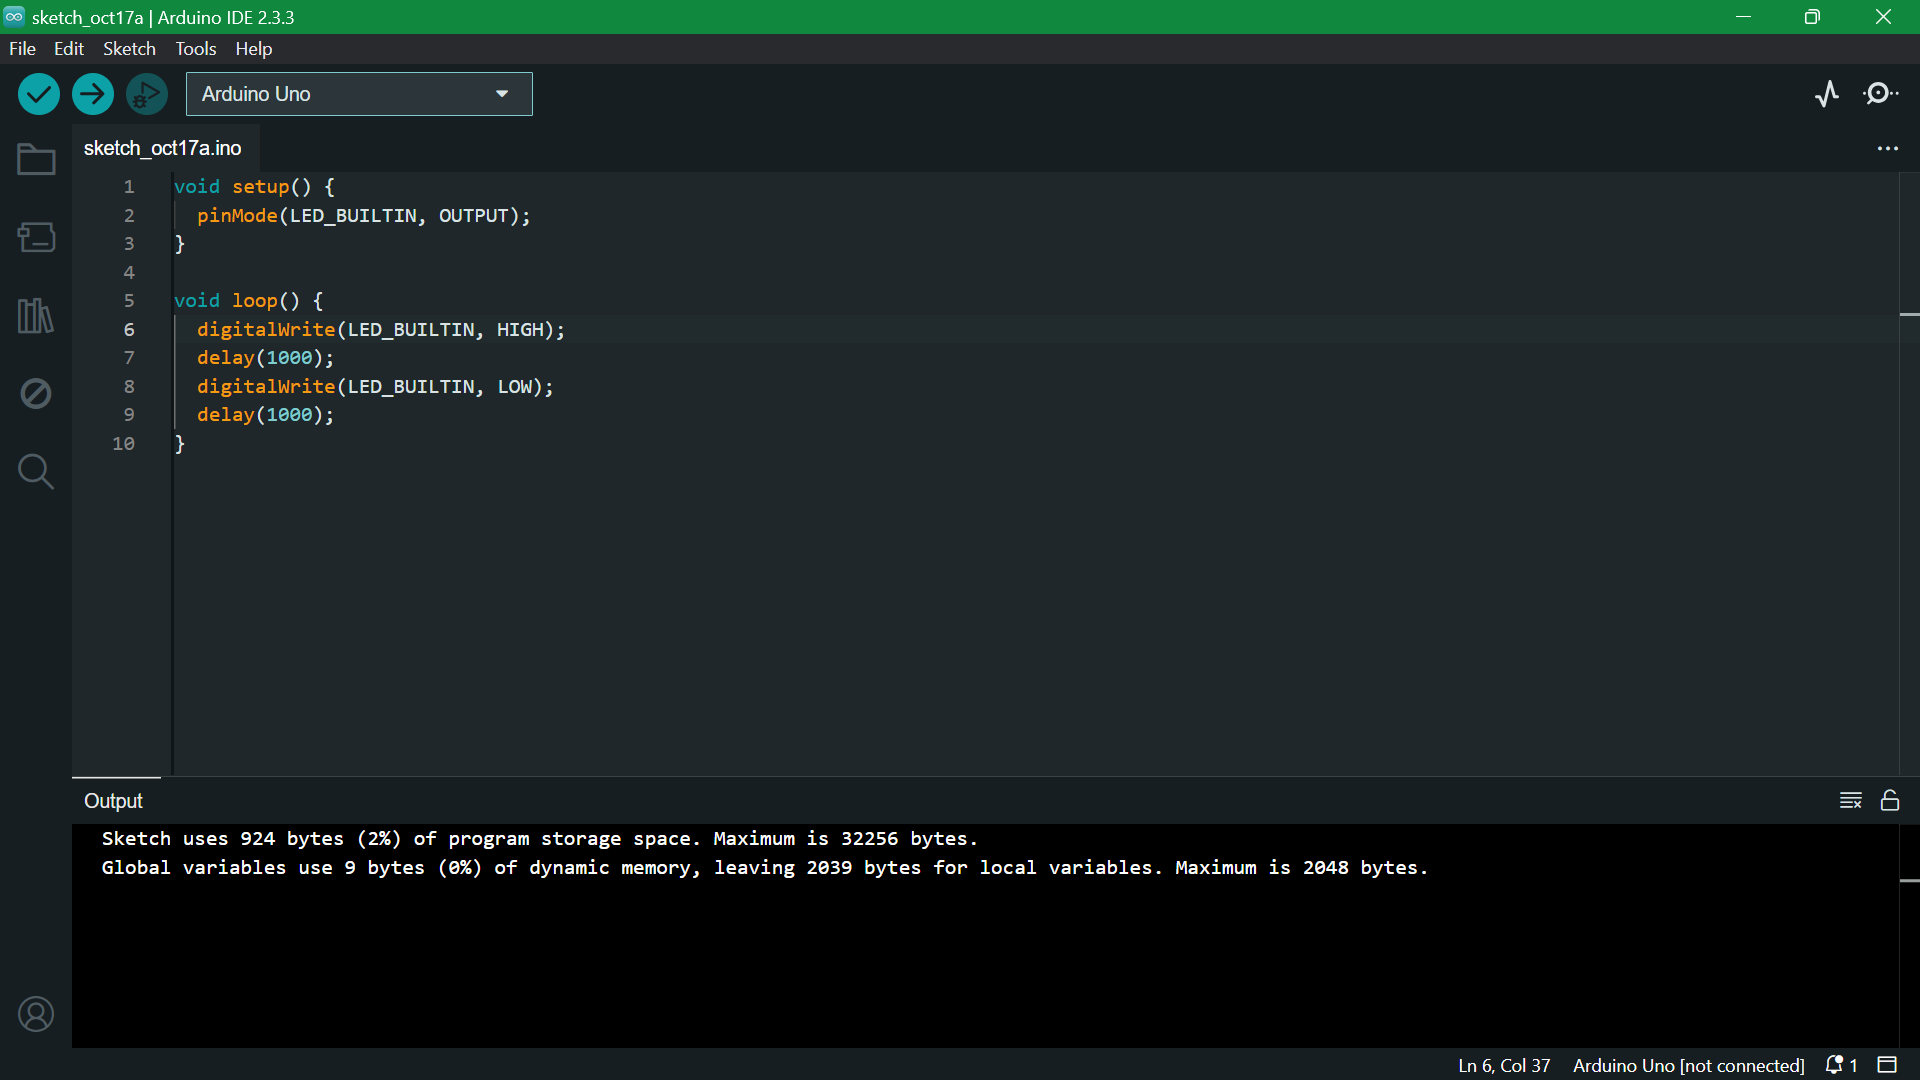 sketch_oct17a | Arduino IDE 2.3.3
File Edit Sketch Tools Help
Arduino Uno
sketch_oct17a.ino
1 void setup() {
2   pinMode(LED_BUILTIN, OUTPUT);
3 }
4
5 void loop() {
6   digitalWrite(LED_BUILTIN, HIGH);
7   delay(1000);
8   digitalWrite(LED_BUILTIN, LOW);
9   delay(1000);
10 }
Output
Sketch uses 924 bytes (2%) of program storage space. Maximum is 32256 bytes.
Global variables use 9 bytes (0%) of dynamic memory, leaving 2039 bytes for local variables. Maximum is 2048 bytes.
Ln 6, Col 37 Arduino Uno [not connected] 1